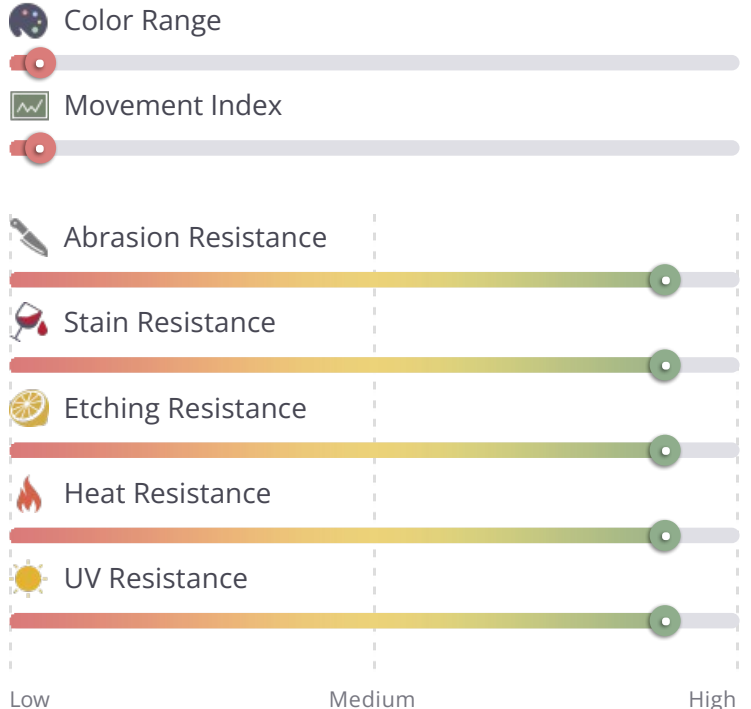 Color Range
Movement Index
Abrasion Resistance
Stain Resistance
Etching Resistance
Heat Resistance
UV Resistance
Low Medium High